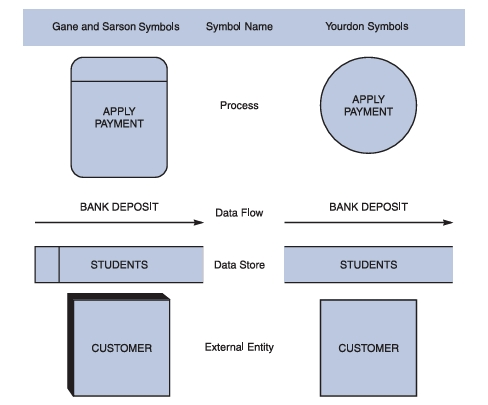 Gane and Sarson Symbols Symbol Name Yourdon Symbols
APPLY
PAYMENT
Process
APPLY
PAYMENT
BANK DEPOSIT
Data Flow
BANK DEPOSIT
STUDENTS
Data Store
STUDENTS
CUSTOMER
External Entity
CUSTOMER